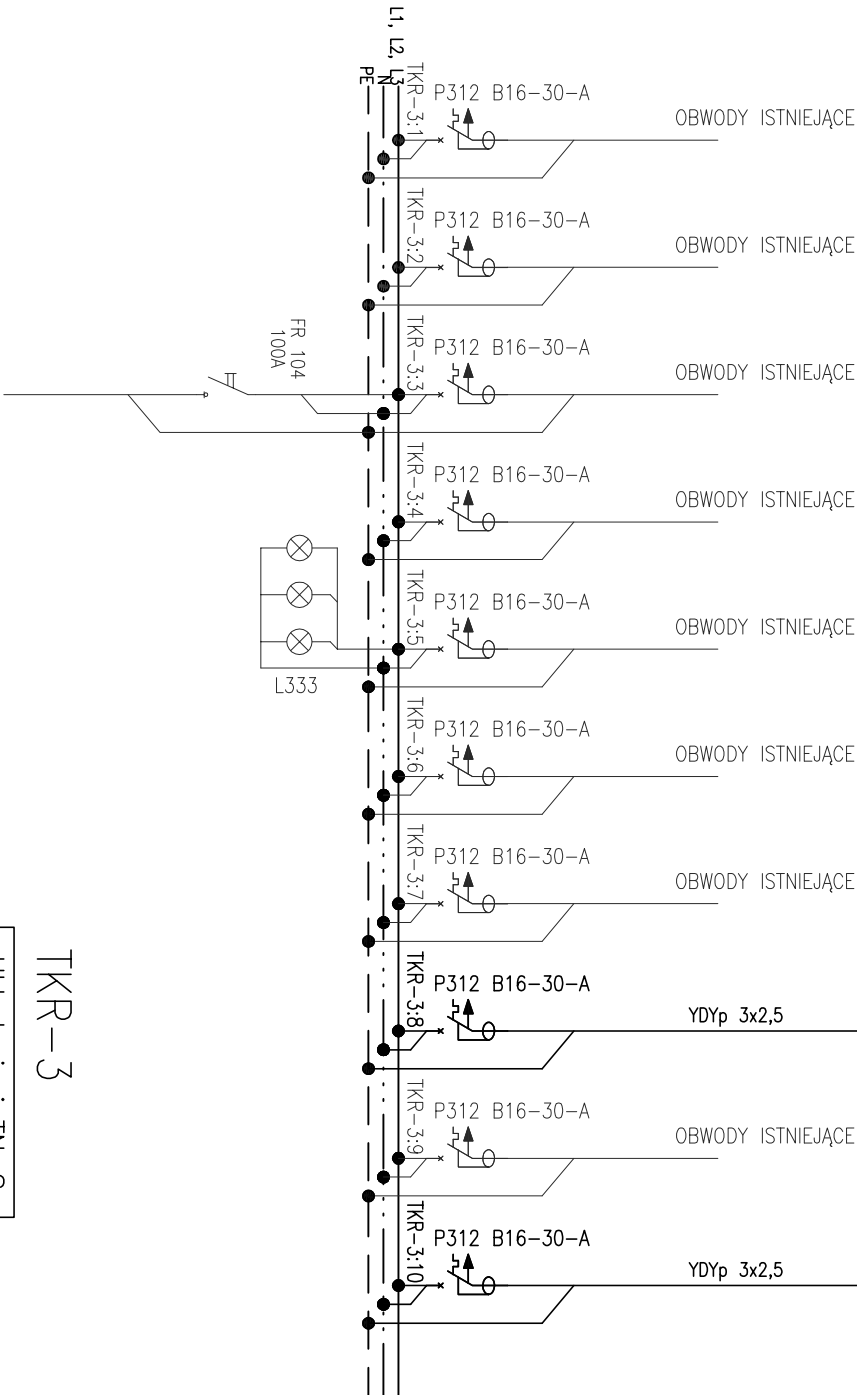 L1, L2, L3
N
PE
TKR-3:1
P312 B16-30-A
OBWODY ISTNIEJĄCE
TKR-3:2
P312 B16-30-A
OBWODY ISTNIEJĄCE
FR 104
100A
TKR-3:3
P312 B16-30-A
OBWODY ISTNIEJĄCE
TKR-3:4
P312 B16-30-A
OBWODY ISTNIEJĄCE
L333
TKR-3:5
P312 B16-30-A
OBWODY ISTNIEJĄCE
TKR-3:6
P312 B16-30-A
OBWODY ISTNIEJĄCE
TKR-3:7
P312 B16-30-A
OBWODY ISTNIEJĄCE
TKR-3:8
P312 B16-30-A
YDYp 3x2,5
TKR-3:9
P312 B16-30-A
OBWODY ISTNIEJĄCE
TKR-3:10
P312 B16-30-A
YDYp 3x2,5
TKR-3